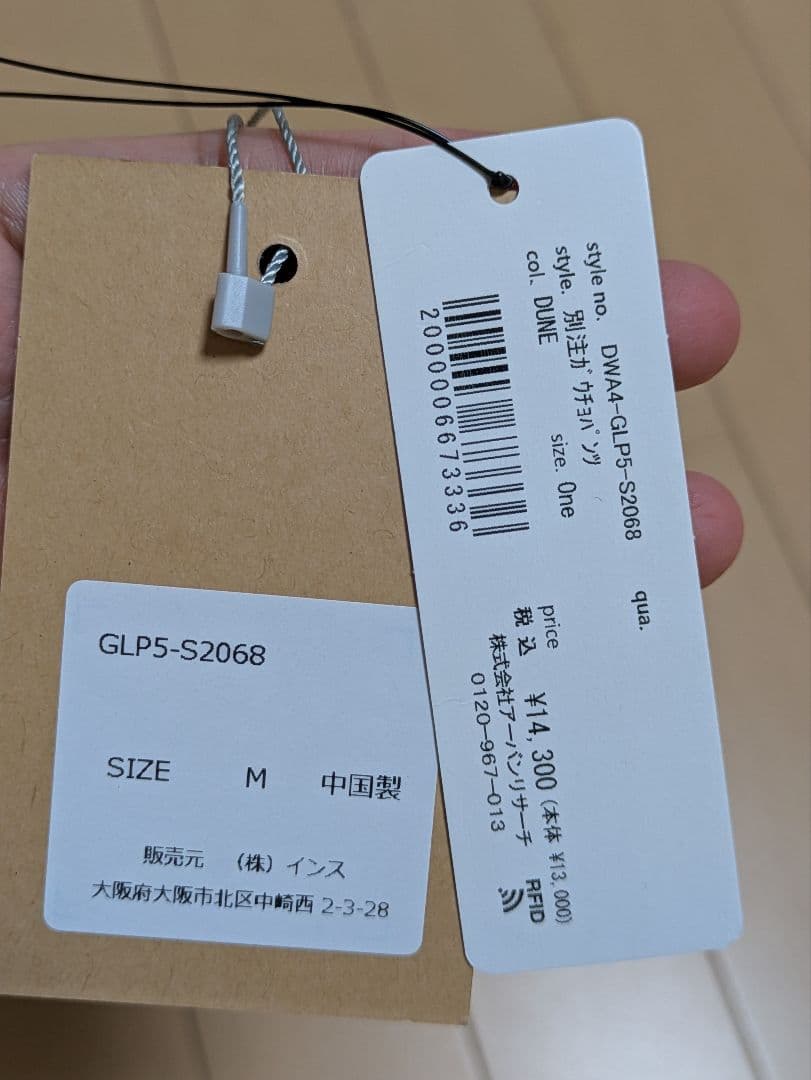 GLP5-S2068
SIZE M 中国製
販売元 （株）インス
大阪府大阪市北区中崎西 2-3-28
style no. DWA4-GLP5-S2068 qua.
style. 別注ｶﾞｳﾁｮﾊﾟﾝﾂ
col. DUNE size. One
2000006673336
price
税込 ¥14,300 (本体 ¥13,000)
株式会社アーバンリサーチ
0120-967-013
RFID